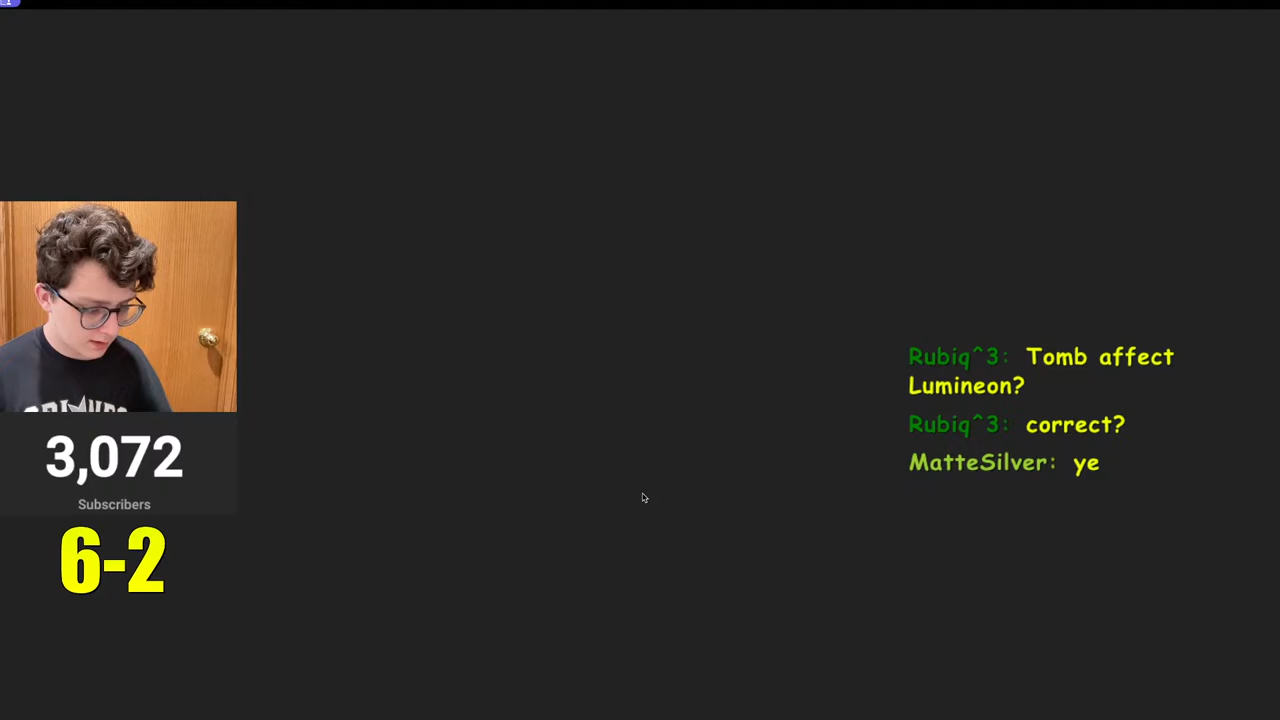 3,072
Subscribers
6-2
Rubiq^3: Tomb affect
Lumineon?
Rubiq^3: correct?
MatteSilver: ye